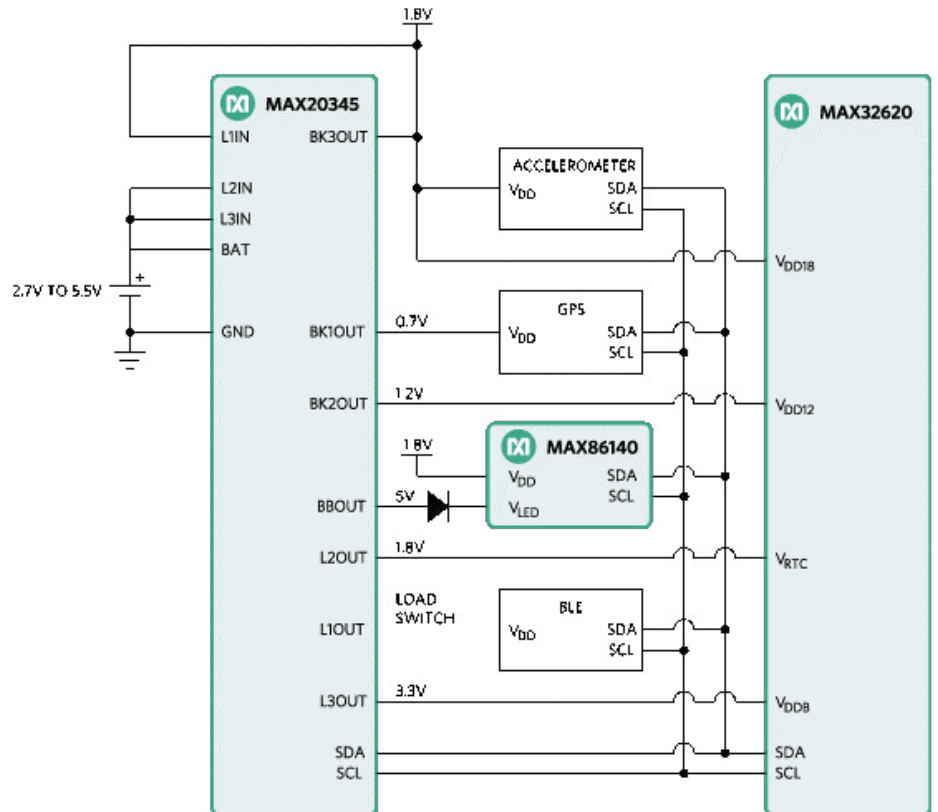 1.8V
MAX20345
MAX32620
L1IN
BK3OUT
ACCELEROMETER
VDD
SDA
SCL
L2IN
L3IN
BAT
VDD18
2.7V TO 5.5V
+
GPS
GND
BK1OUT
0.7V
VDD
SDA
SCL
BK2OUT
1.2V
VDD12
1.8V
MAX86140
VDD
SDA
SCL
BBOUT
5V
VLED
L2OUT
1.8V
VRTC
LOAD
SWITCH
BLE
L1OUT
VDD
SDA
SCL
L3OUT
3.3V
VDDB
SDA
SCL
SDA
SCL